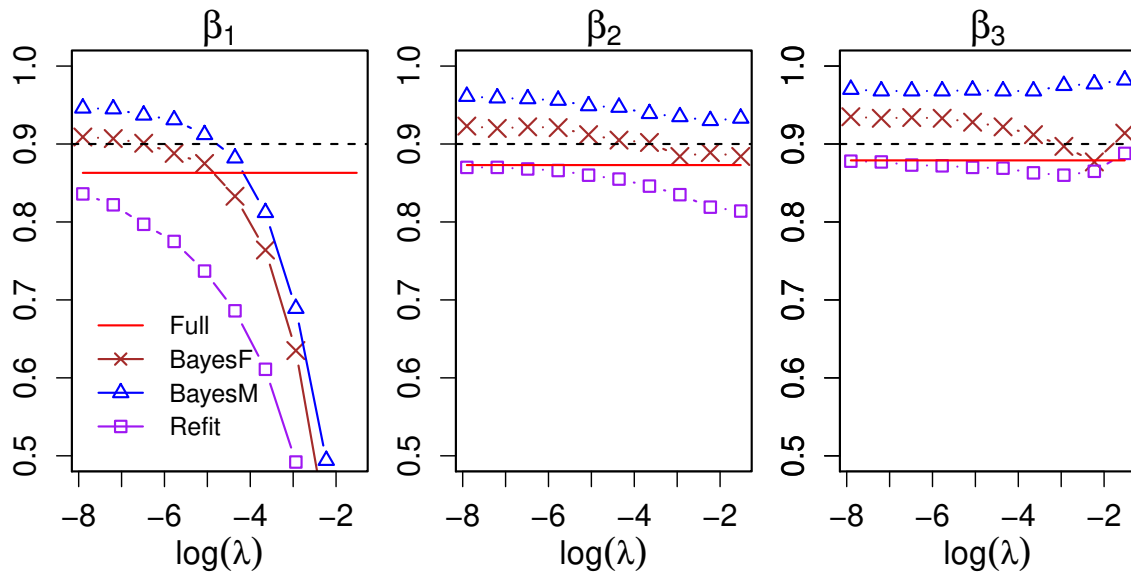 β1 β2 β3
1.0 1.0 1.0
0.9 0.9 0.9
0.8 0.8 0.8
0.7 0.7 0.7
0.6 0.6 0.6
0.5 0.5 0.5
Full
BayesF
BayesM
Refit
−8 −6 −4 −2 −8 −6 −4 −2 −8 −6 −4 −2
log(λ) log(λ) log(λ)